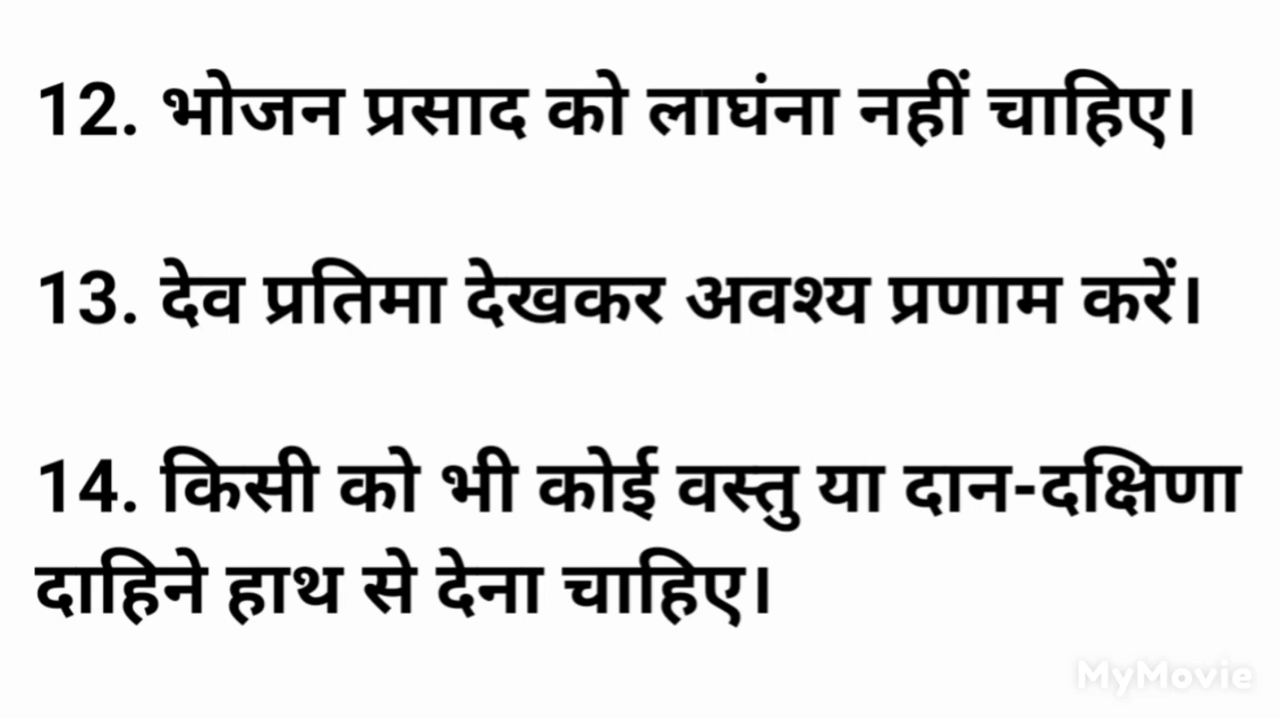 12. भोजन प्रसाद को लाघंना नहीं चाहिए।
13. देव प्रतिमा देखकर अवश्य प्रणाम करें।
14. किसी को भी कोई वस्तु या दान-दक्षिणा
दाहिने हाथ से देना चाहिए।
MyMovie